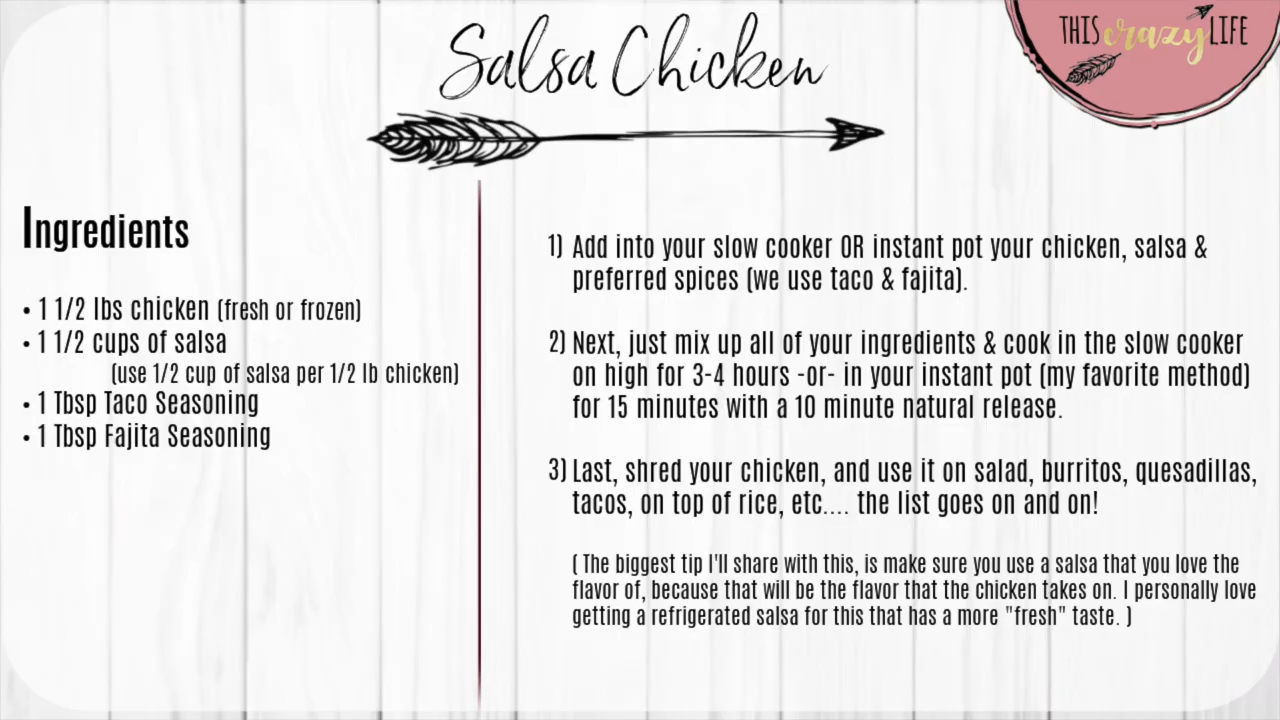 Salsa Chicken
THIS crazy LIFE
Ingredients
• 1 1/2 lbs chicken (fresh or frozen)
• 1 1/2 cups of salsa
(use 1/2 cup of salsa per 1/2 lb chicken)
• 1 Tbsp Taco Seasoning
• 1 Tbsp Fajita Seasoning
1) Add into your slow cooker OR instant pot your chicken, salsa &
preferred spices (we use taco & fajita).
2) Next, just mix up all of your ingredients & cook in the slow cooker
on high for 3-4 hours -or- in your instant pot (my favorite method)
for 15 minutes with a 10 minute natural release.
3) Last, shred your chicken, and use it on salad, burritos, quesadillas,
tacos, on top of rice, etc.... the list goes on and on!
( The biggest tip I'll share with this, is make sure you use a salsa that you love the
flavor of, because that will be the flavor that the chicken takes on. I personally love
getting a refrigerated salsa for this that has a more "fresh" taste. )